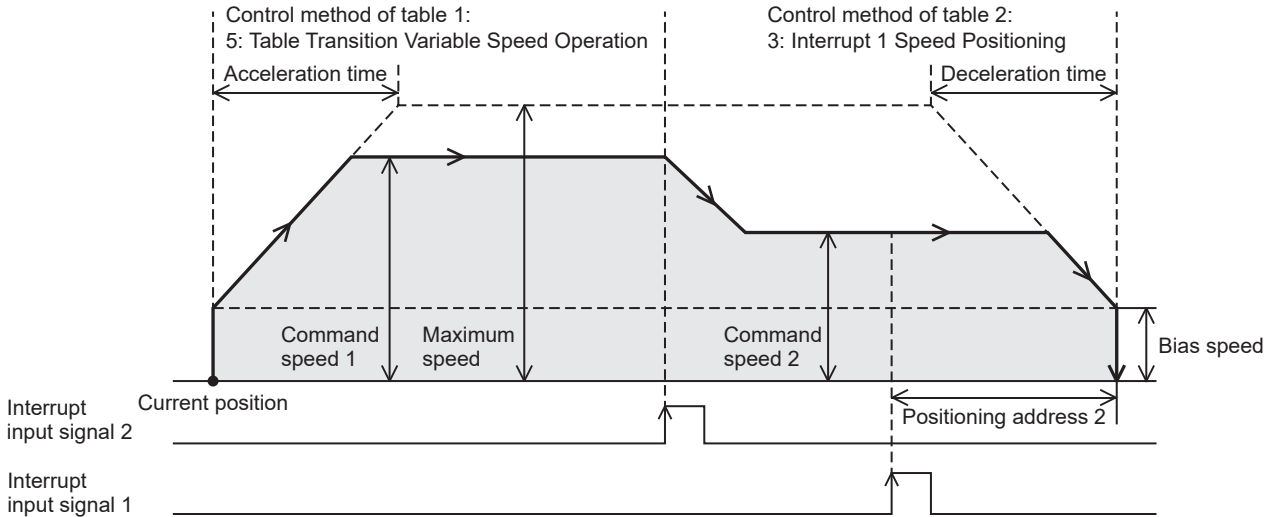 Control method of table 1:
5: Table Transition Variable Speed Operation
Control method of table 2:
3: Interrupt 1 Speed Positioning
Acceleration time
Deceleration time
Command
speed 1
Maximum
speed
Command
speed 2
Bias speed
Current position
Positioning address 2
Interrupt
input signal 2
Interrupt
input signal 1